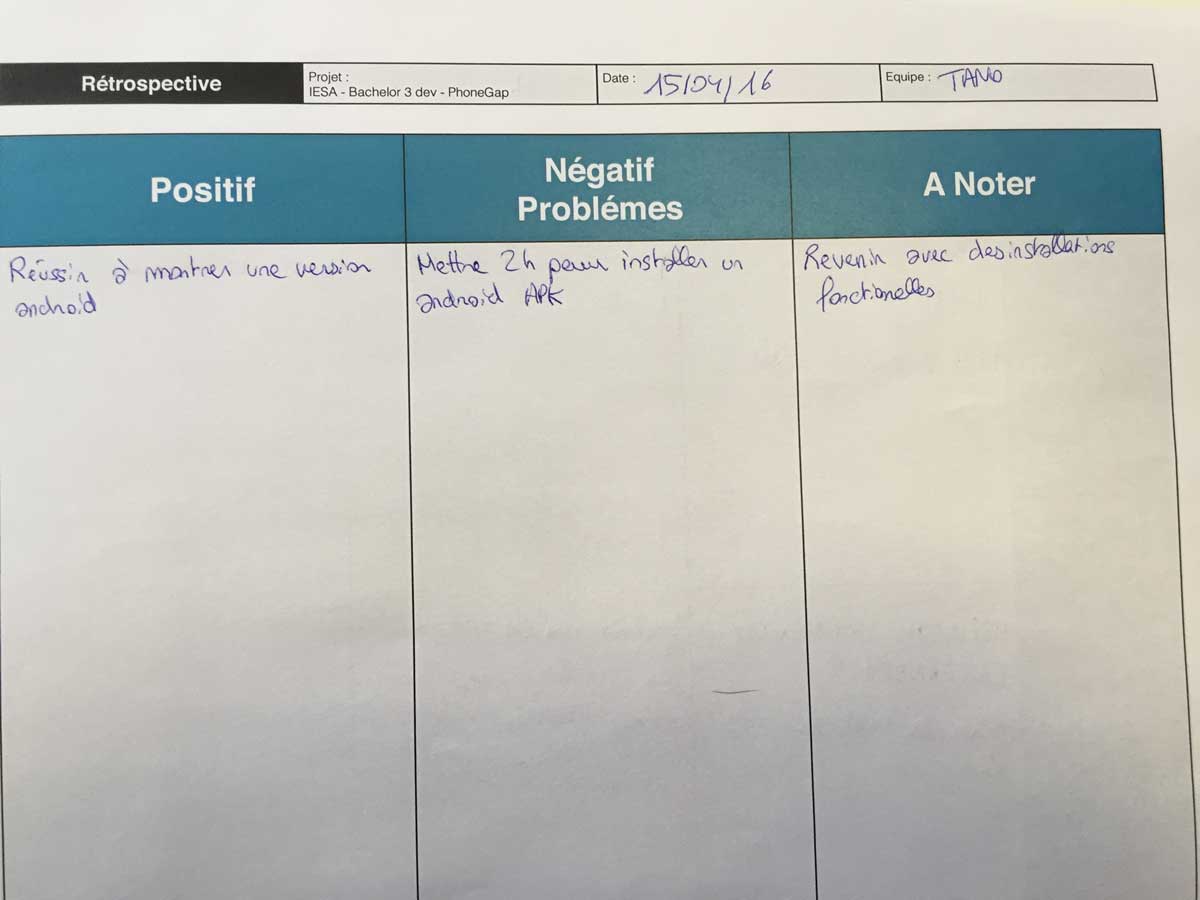 Rétrospective
Projet :
IESA - Bachelor 3 dev - PhoneGap
Date : 15/04/16
Equipe : TAMO
Positif
Négatif
Problémes
A Noter
Réussir à montrer une version
android
Mettre 2h pour installer un
android APK
Revenir avec des installations
fonctionelles